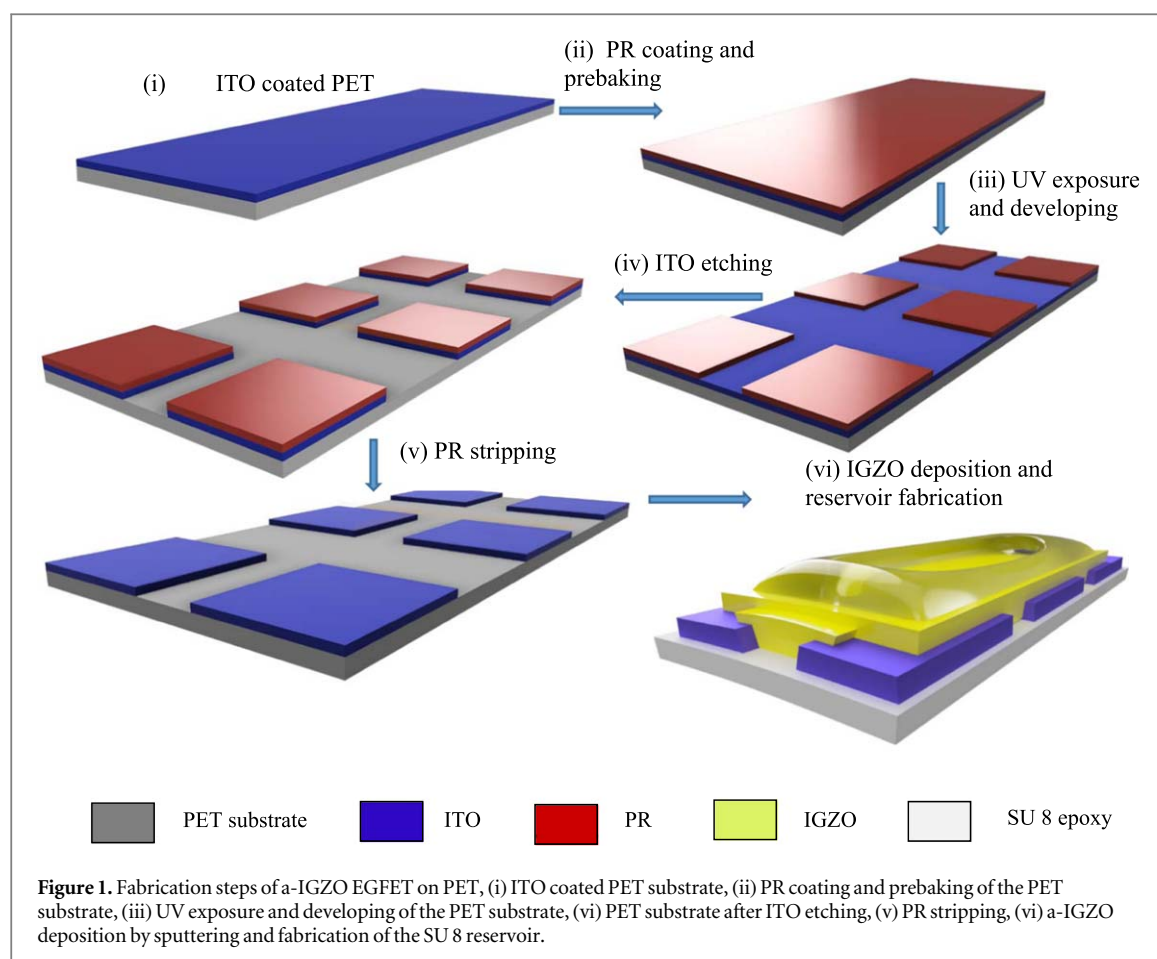 (i) ITO coated PET
(ii) PR coating and
prebaking
(iii) UV exposure
and developing
(iv) ITO etching
(v) PR stripping
(vi) IGZO deposition and
reservoir fabrication
PET substrate ITO PR IGZO SU 8 epoxy
Figure 1. Fabrication steps of a-IGZO EGFET on PET, (i) ITO coated PET substrate, (ii) PR coating and prebaking of the PET
substrate, (iii) UV exposure and developing of the PET substrate, (vi) PET substrate after ITO etching, (v) PR stripping, (vi) a-IGZO
deposition by sputtering and fabrication of the SU 8 reservoir.